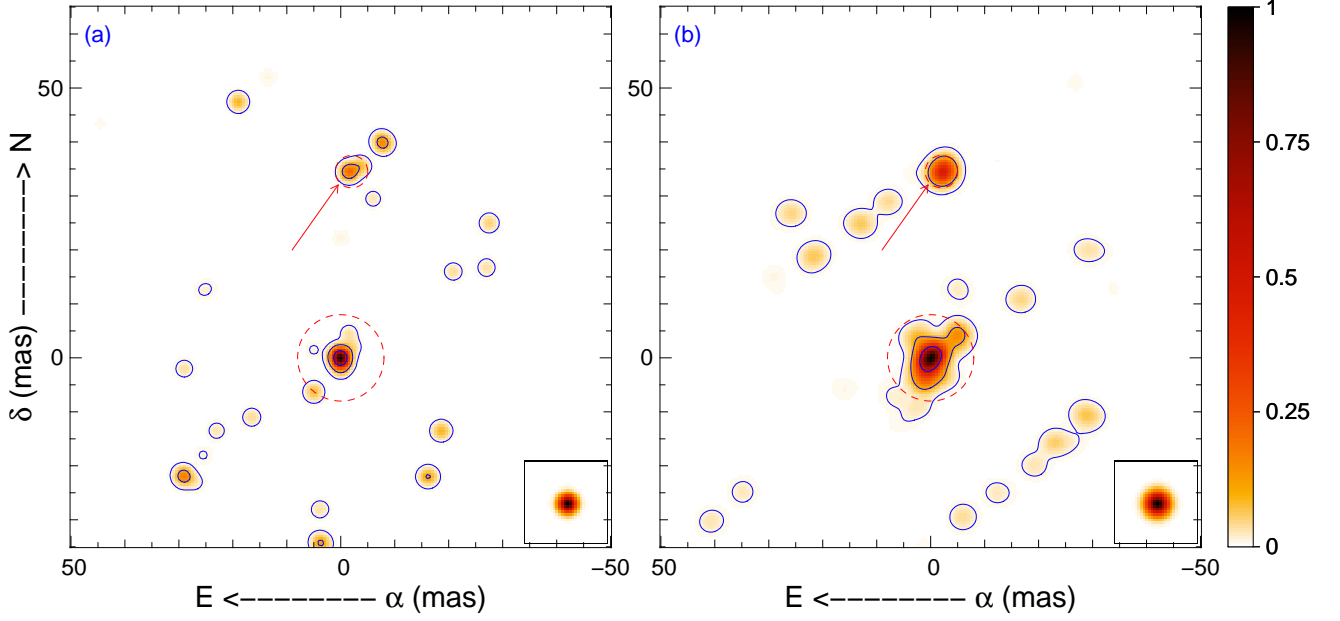 (a)
(b)
50
0
δ (mas) ----------> N
50
0
−50
50
0
−50
E <--------- α (mas)
E <--------- α (mas)
1
0.75
0.5
0.25
0